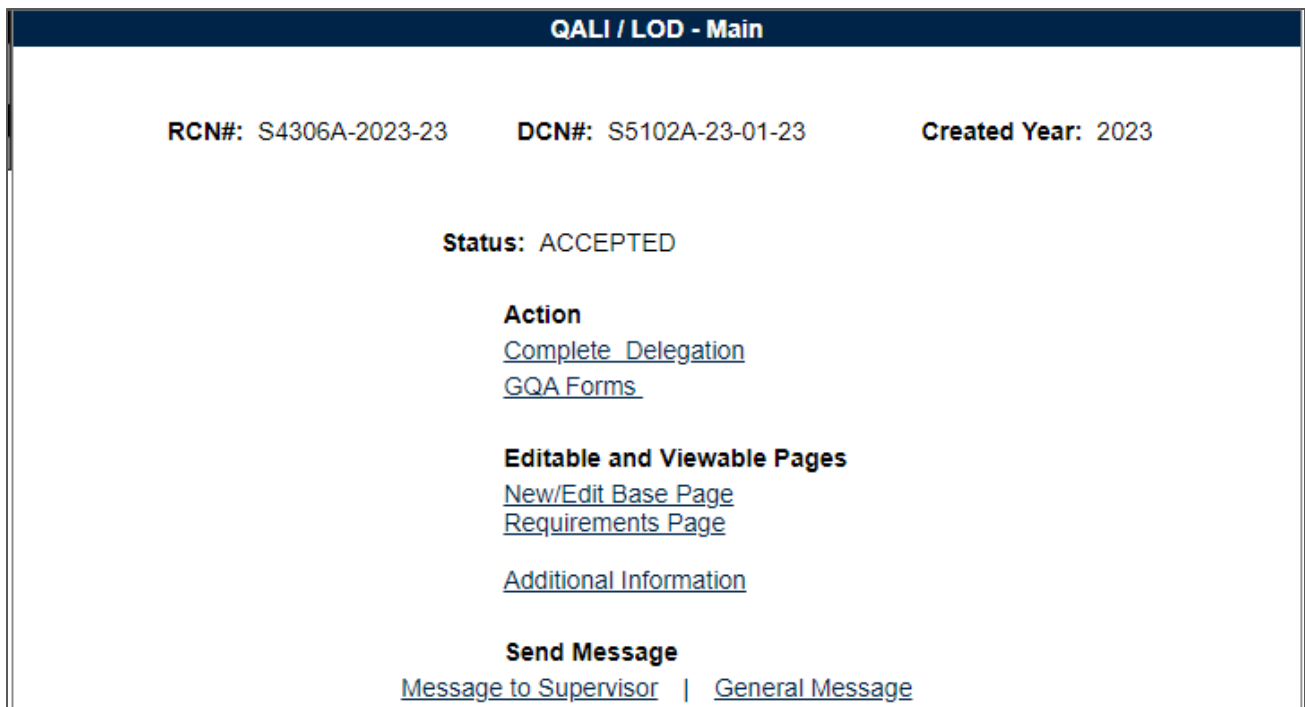 QALI / LOD - Main
RCN#: S4306A-2023-23 DCN#: S5102A-23-01-23 Created Year: 2023
Status: ACCEPTED
Action
Complete Delegation
GQA Forms
Editable and Viewable Pages
New/Edit Base Page
Requirements Page
Additional Information
Send Message
Message to Supervisor | General Message